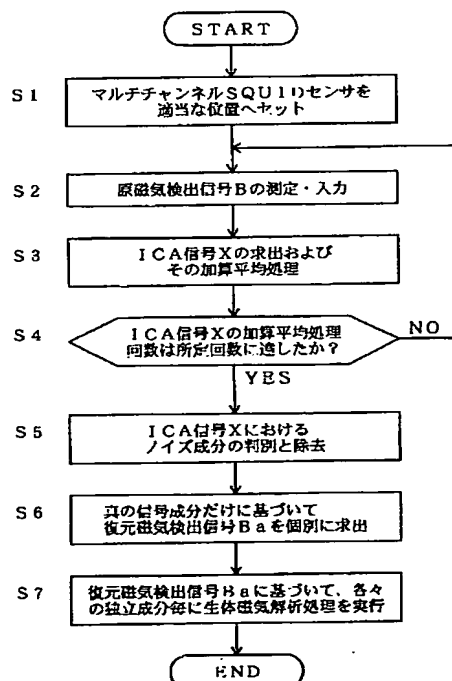 START
S1
マルチチャンネルSQUIDセンサを
適当な位置へセット
S2
原磁気検出信号Bの測定・入力
S3
ICA信号Xの求出および
その加算平均処理
S4
ICA信号Xの加算平均処理
回数は所定回数に達したか?
NO
YES
S5
ICA信号Xにおける
ノイズ成分の判別と除去
S6
真の信号成分だけに基づいて
復元磁気検出信号Baを個別に求出
S7
復元磁気検出信号Baに基づいて、各々
の独立成分毎に生体磁気解析処理を実行
END